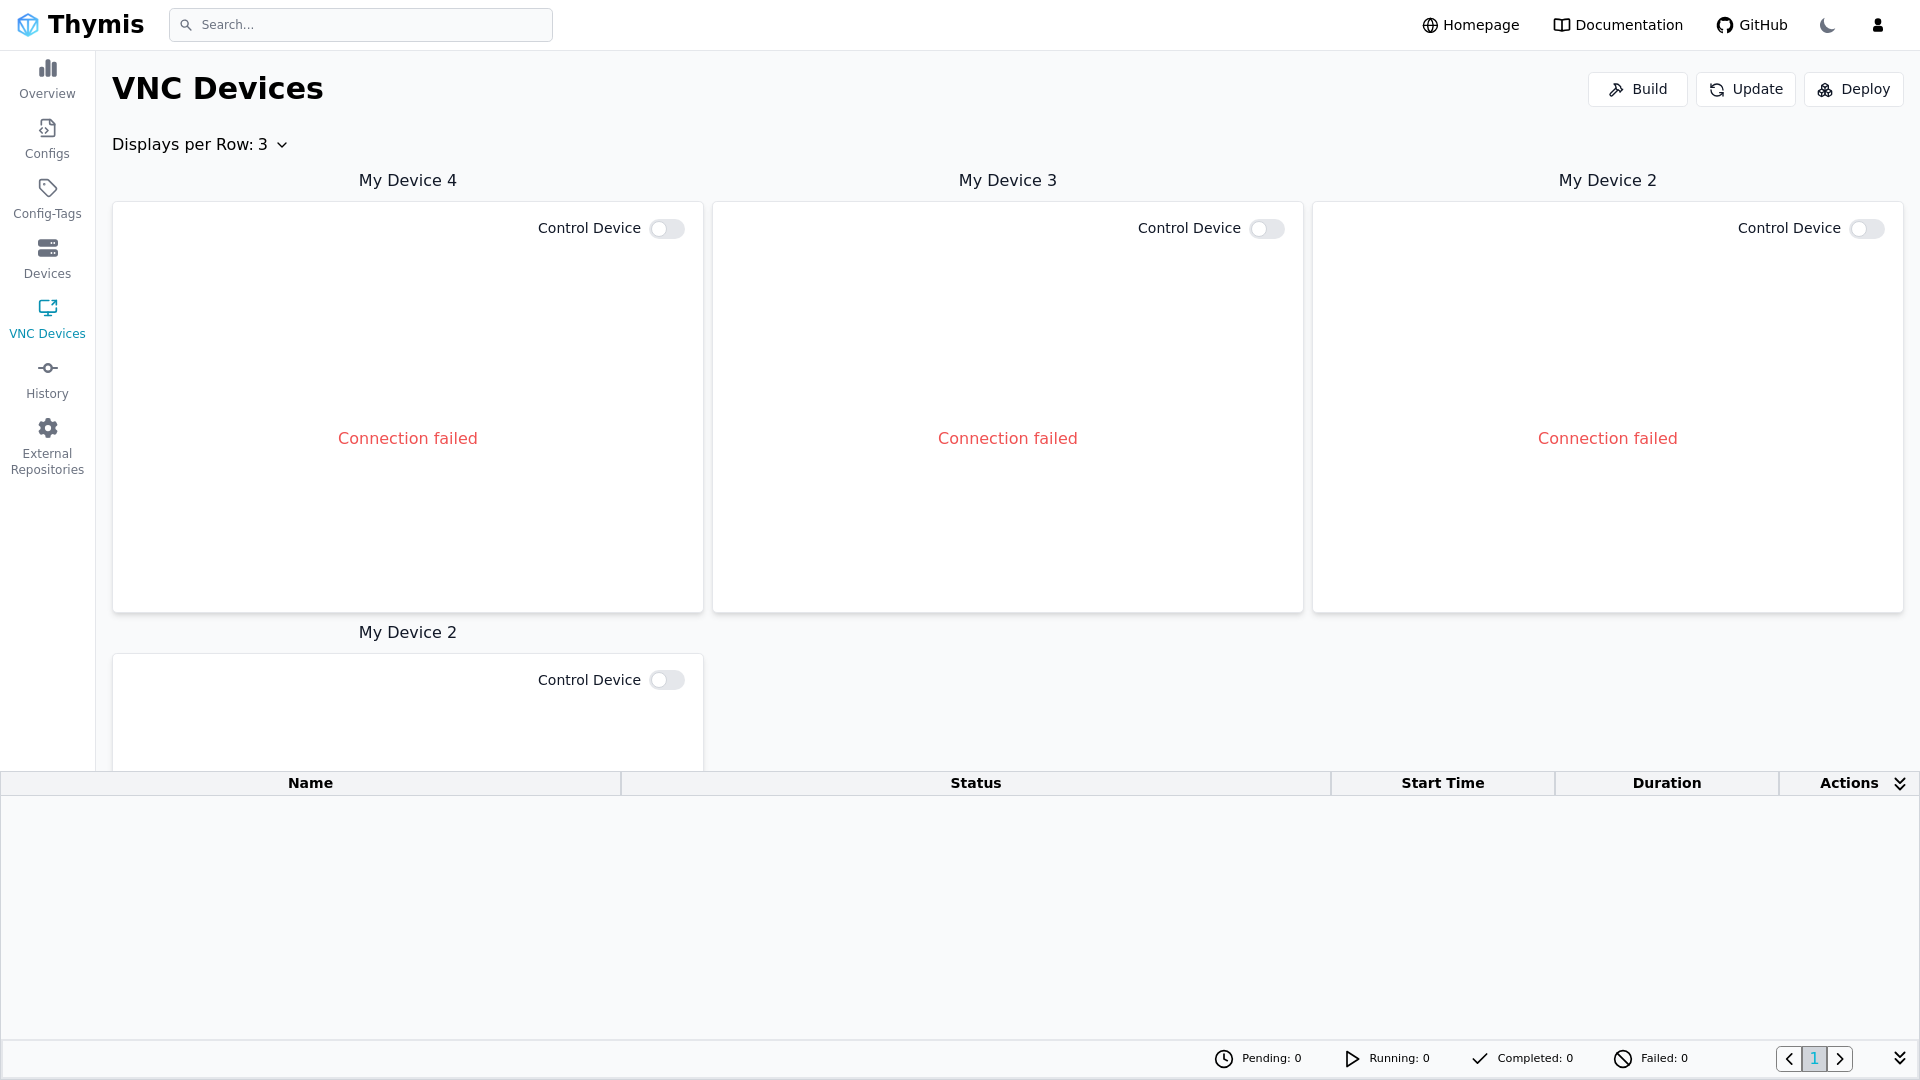 Thymis
Search...
Homepage
Documentation
GitHub
Overview
Configs
Config-Tags
Devices
VNC Devices
History
External
Repositories
VNC Devices
Build
Update
Deploy
Displays per Row: 3
My Device 4
My Device 3
My Device 2
Control Device
Control Device
Control Device
Connection failed
Connection failed
Connection failed
My Device 2
Control Device
Name
Status
Start Time
Duration
Actions
Pending: 0
Running: 0
Completed: 0
Failed: 0
1